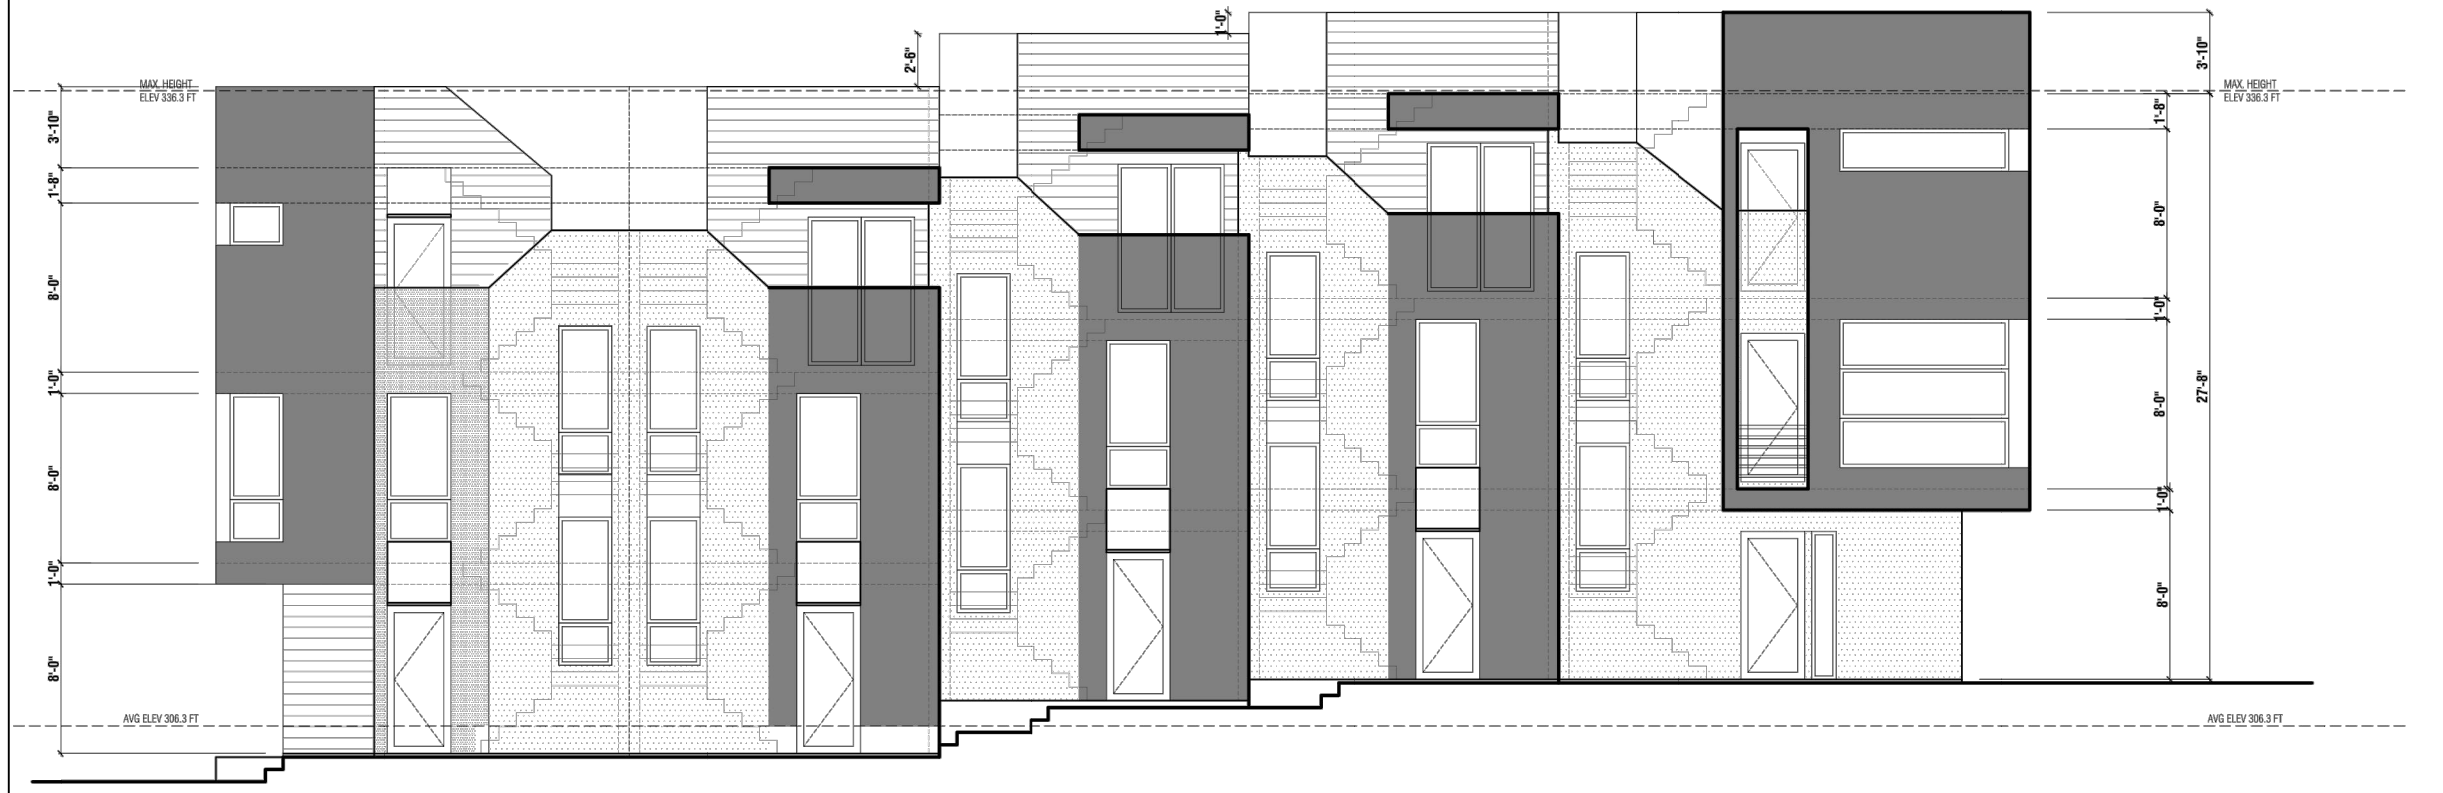 MAX. HEIGHT
ELEV 336.3 FT
3'-10"
1'-8"
8'-0"
1'-0"
8'-0"
1'-0"
8'-0"
AVG ELEV 306.3 FT
2'-6"
1'-0"
3'-10"
MAX. HEIGHT
ELEV 336.3 FT
1'-8"
8'-0"
1'-0"
8'-0"
1'-0"
8'-0"
27'-8"
AVG ELEV 306.3 FT